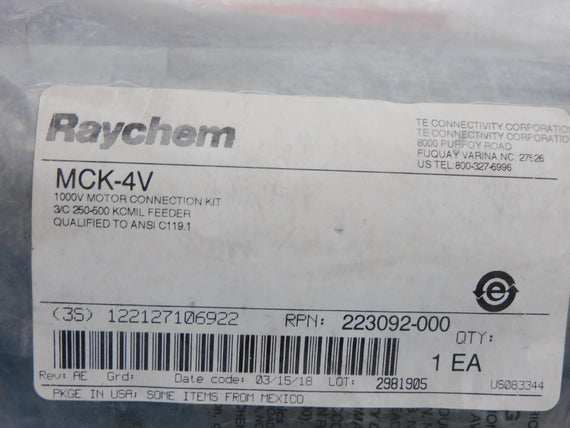 Raychem
TE CONNECTIVITY CORPORATION
TE CONNECTIVITY CORPORATION
8000 PURFOY ROAD
FUQUAY VARINA, NC 27526
US TEL:800-327-6996
MCK-4V
1000V MOTOR CONNECTION KIT
3/C 250-500 KCMIL FEEDER
QUALIFIED TO ANSI C119.1
e
(3S) 122127106922 RPN: 223092-000
QTY:
1 EA
Rev: AE Grd: Date code: 03/15/18 LOT: 2981905 US083344
PKGE IN USA; SOME ITEMS FROM MEXICO